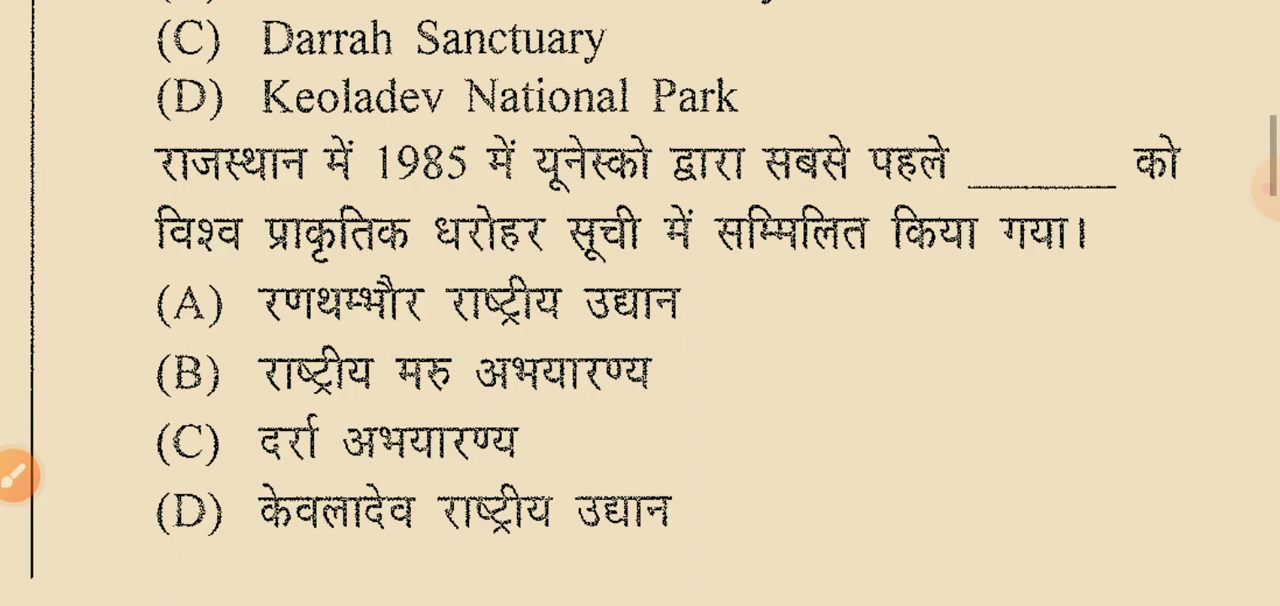 (C) Darrah Sanctuary
(D) Keoladev National Park
राजस्थान में 1985 में यूनेस्को द्वारा सबसे पहले ________ को
विश्व प्राकृतिक धरोहर सूची में सम्मिलित किया गया।
(A) रणथम्भौर राष्ट्रीय उद्यान
(B) राष्ट्रीय मरु अभयारण्य
(C) दर्रा अभयारण्य
(D) केवलादेव राष्ट्रीय उद्यान